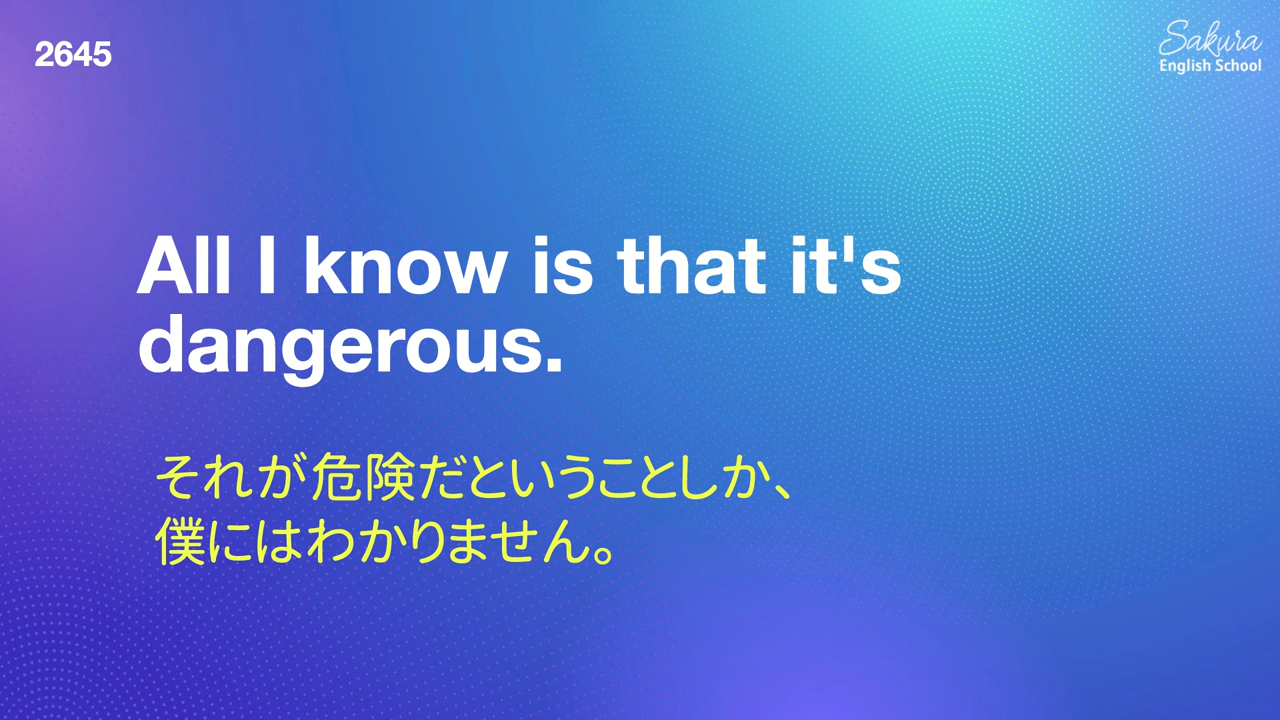 2645
Sakura
English School
All I know is that it's
dangerous.
それが危険だということしか、
僕にはわかりません。